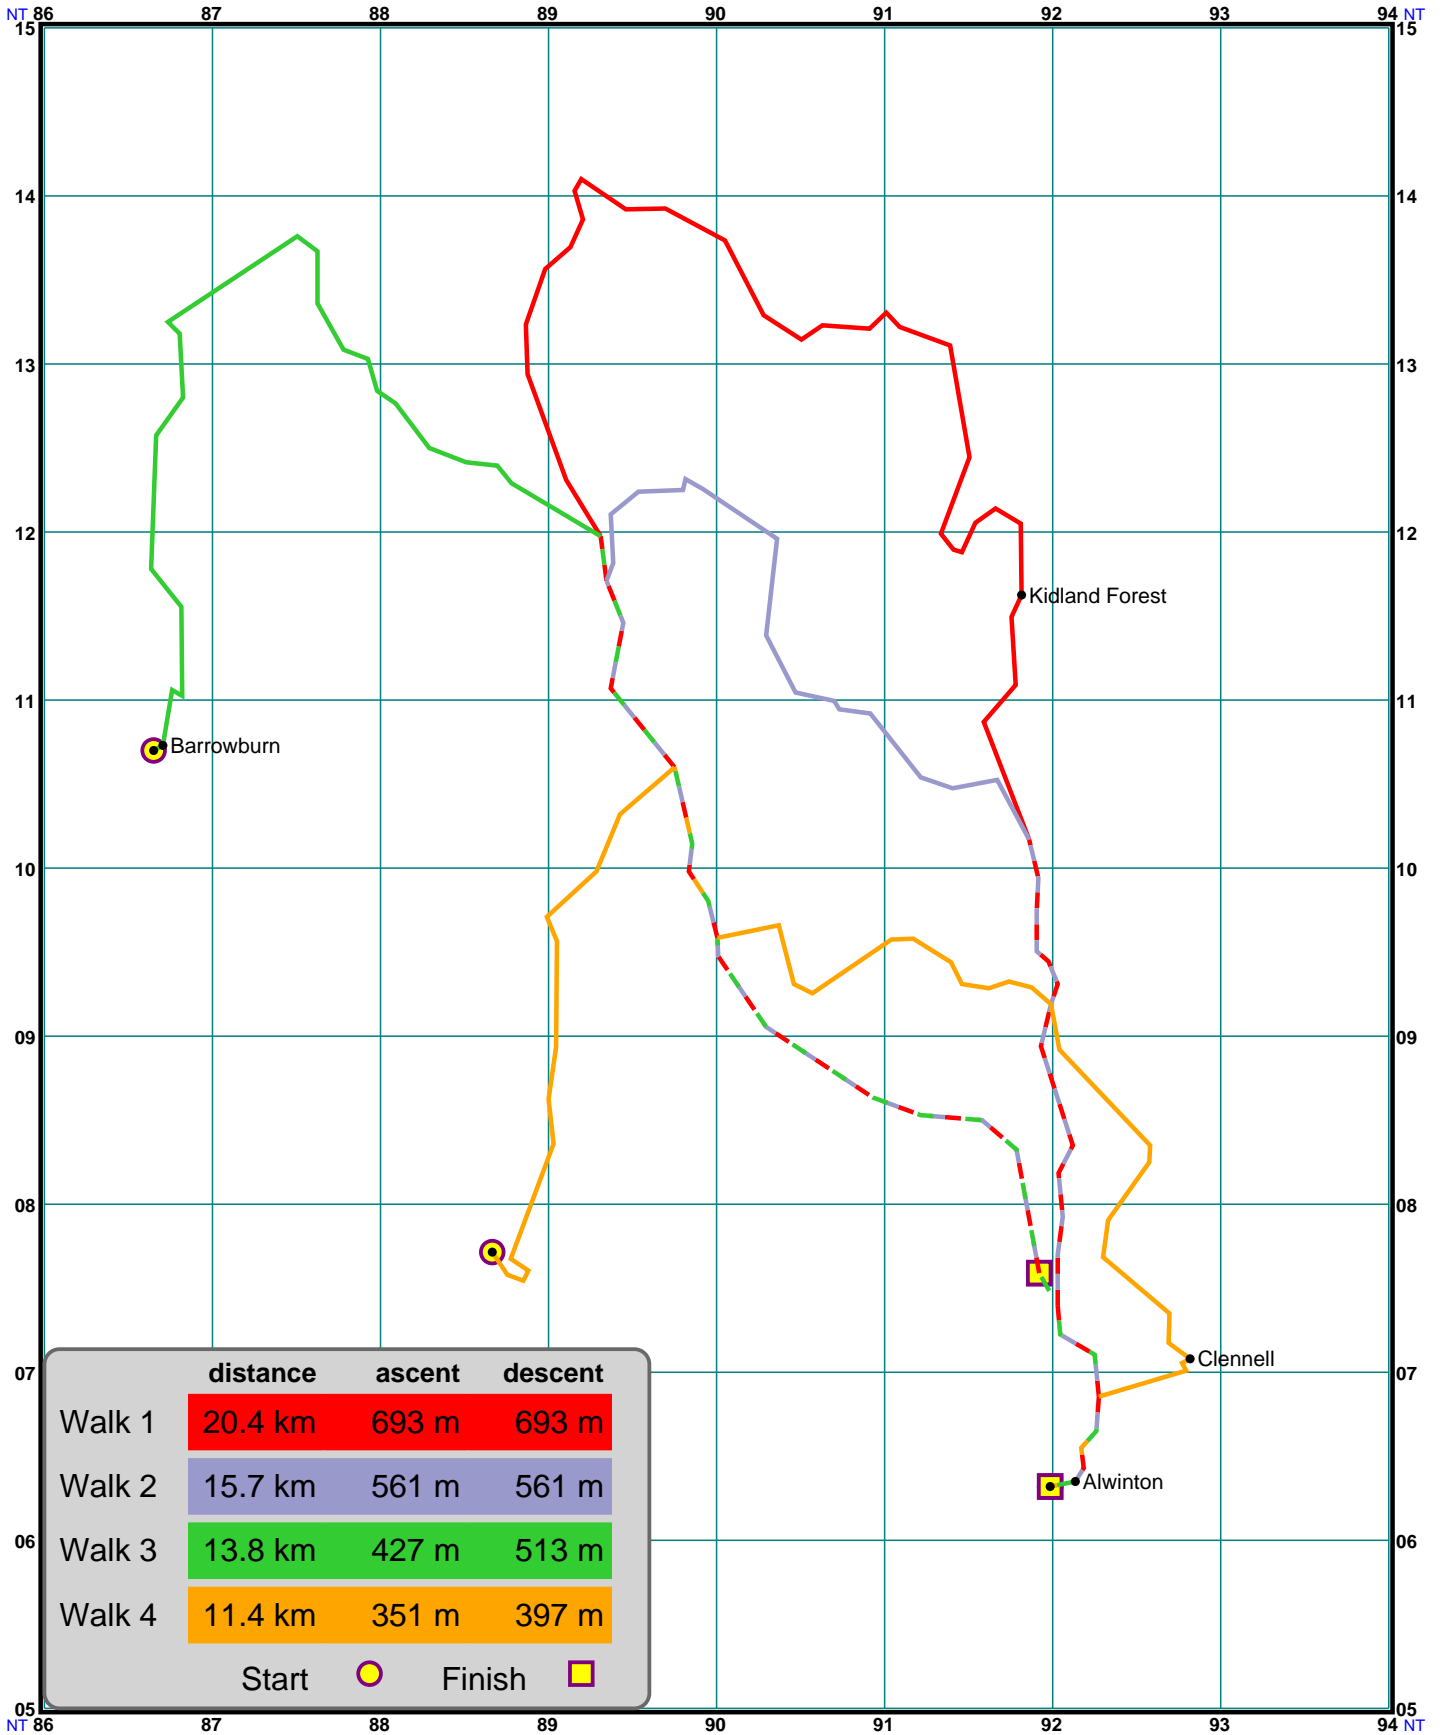 NT 86 87 88 89 90 91 92 93 94 NT
15 15
14 14
13 13
12 12
Kidland Forest
11 11
Barrowburn
10 10
09 09
08 08
distance ascent descent
Clennell
07 07
Walk 1 20.4 km 693 m 693 m
Walk 2 15.7 km 561 m 561 m
Alwinton
06 06
Walk 3 13.8 km 427 m 513 m
Walk 4 11.4 km 351 m 397 m
Start Finish
05 05
NT 86 87 88 89 90 91 92 93 94 NT